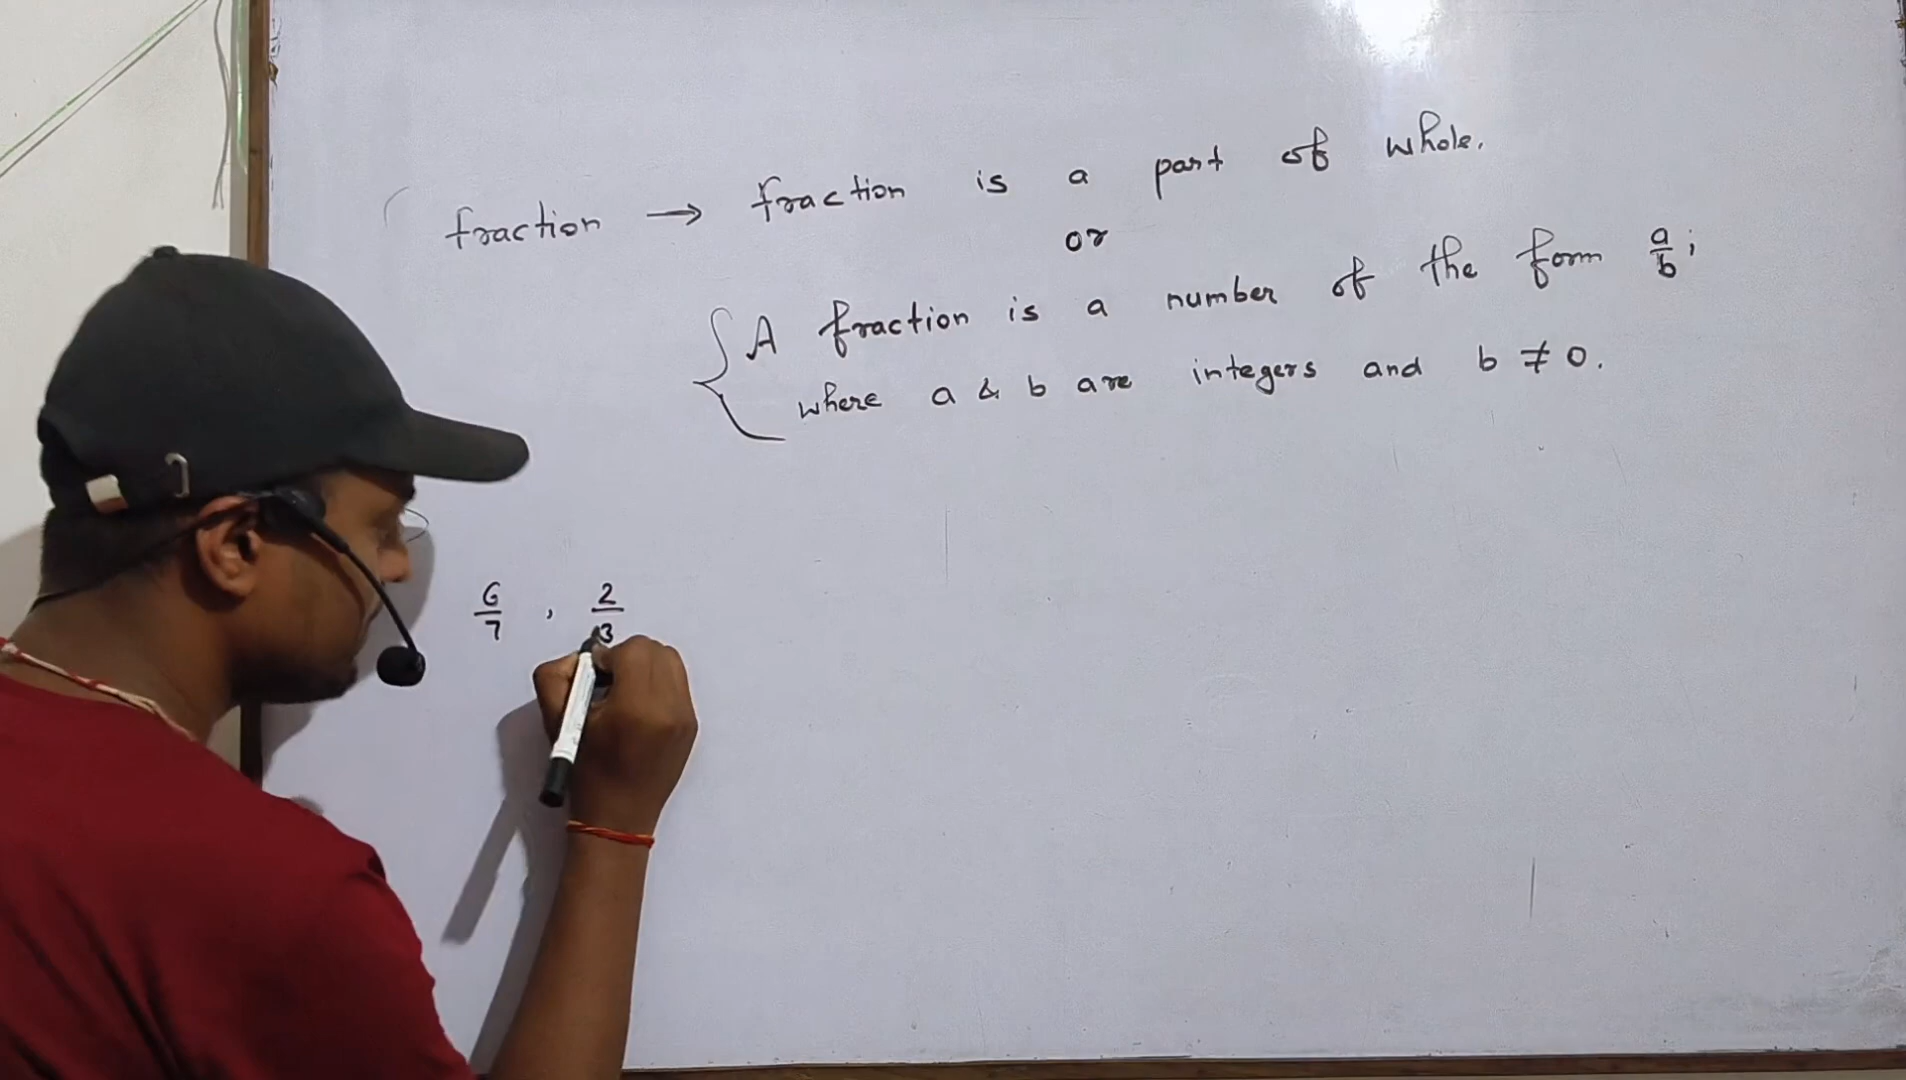 fraction → fraction is a part of whole.
or
A fraction is a number of the form a/b;
where a & b are integers and b ≠ 0.
6/7 , 2/3